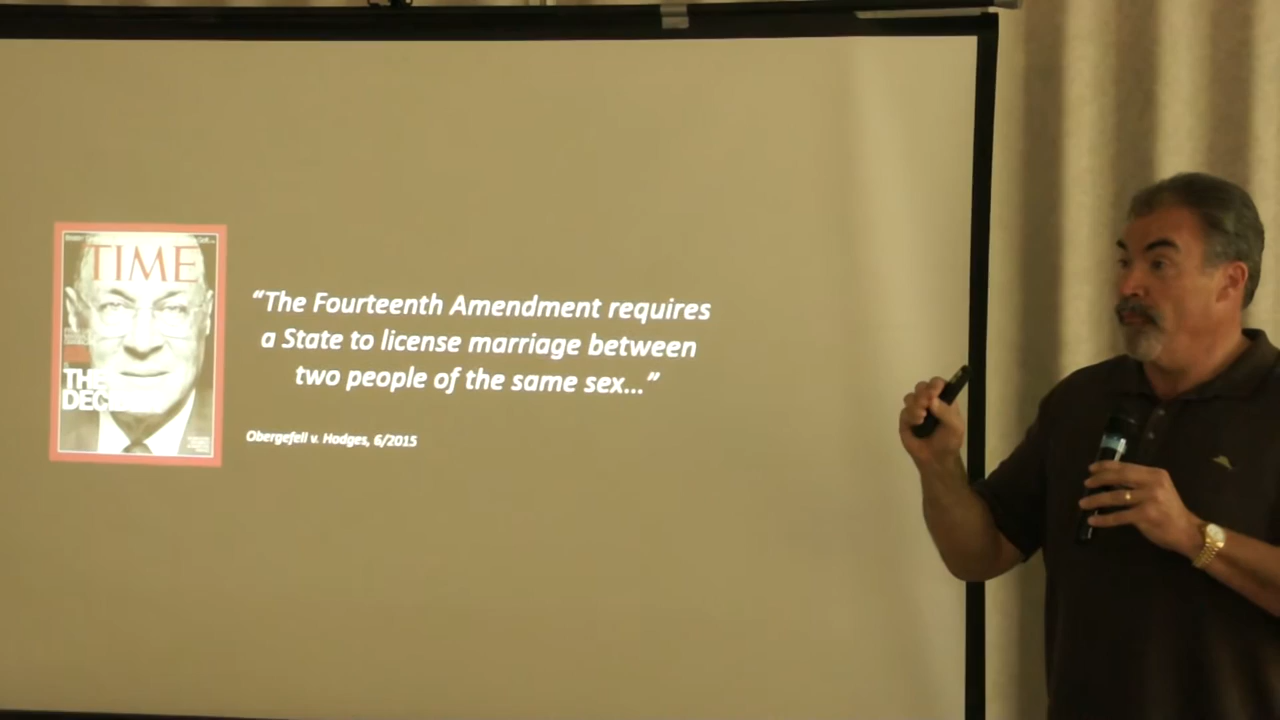 TIME
THE
“The Fourteenth Amendment requires
a State to license marriage between
two people of the same sex...”
Obergefell v. Hodges, 6/2015